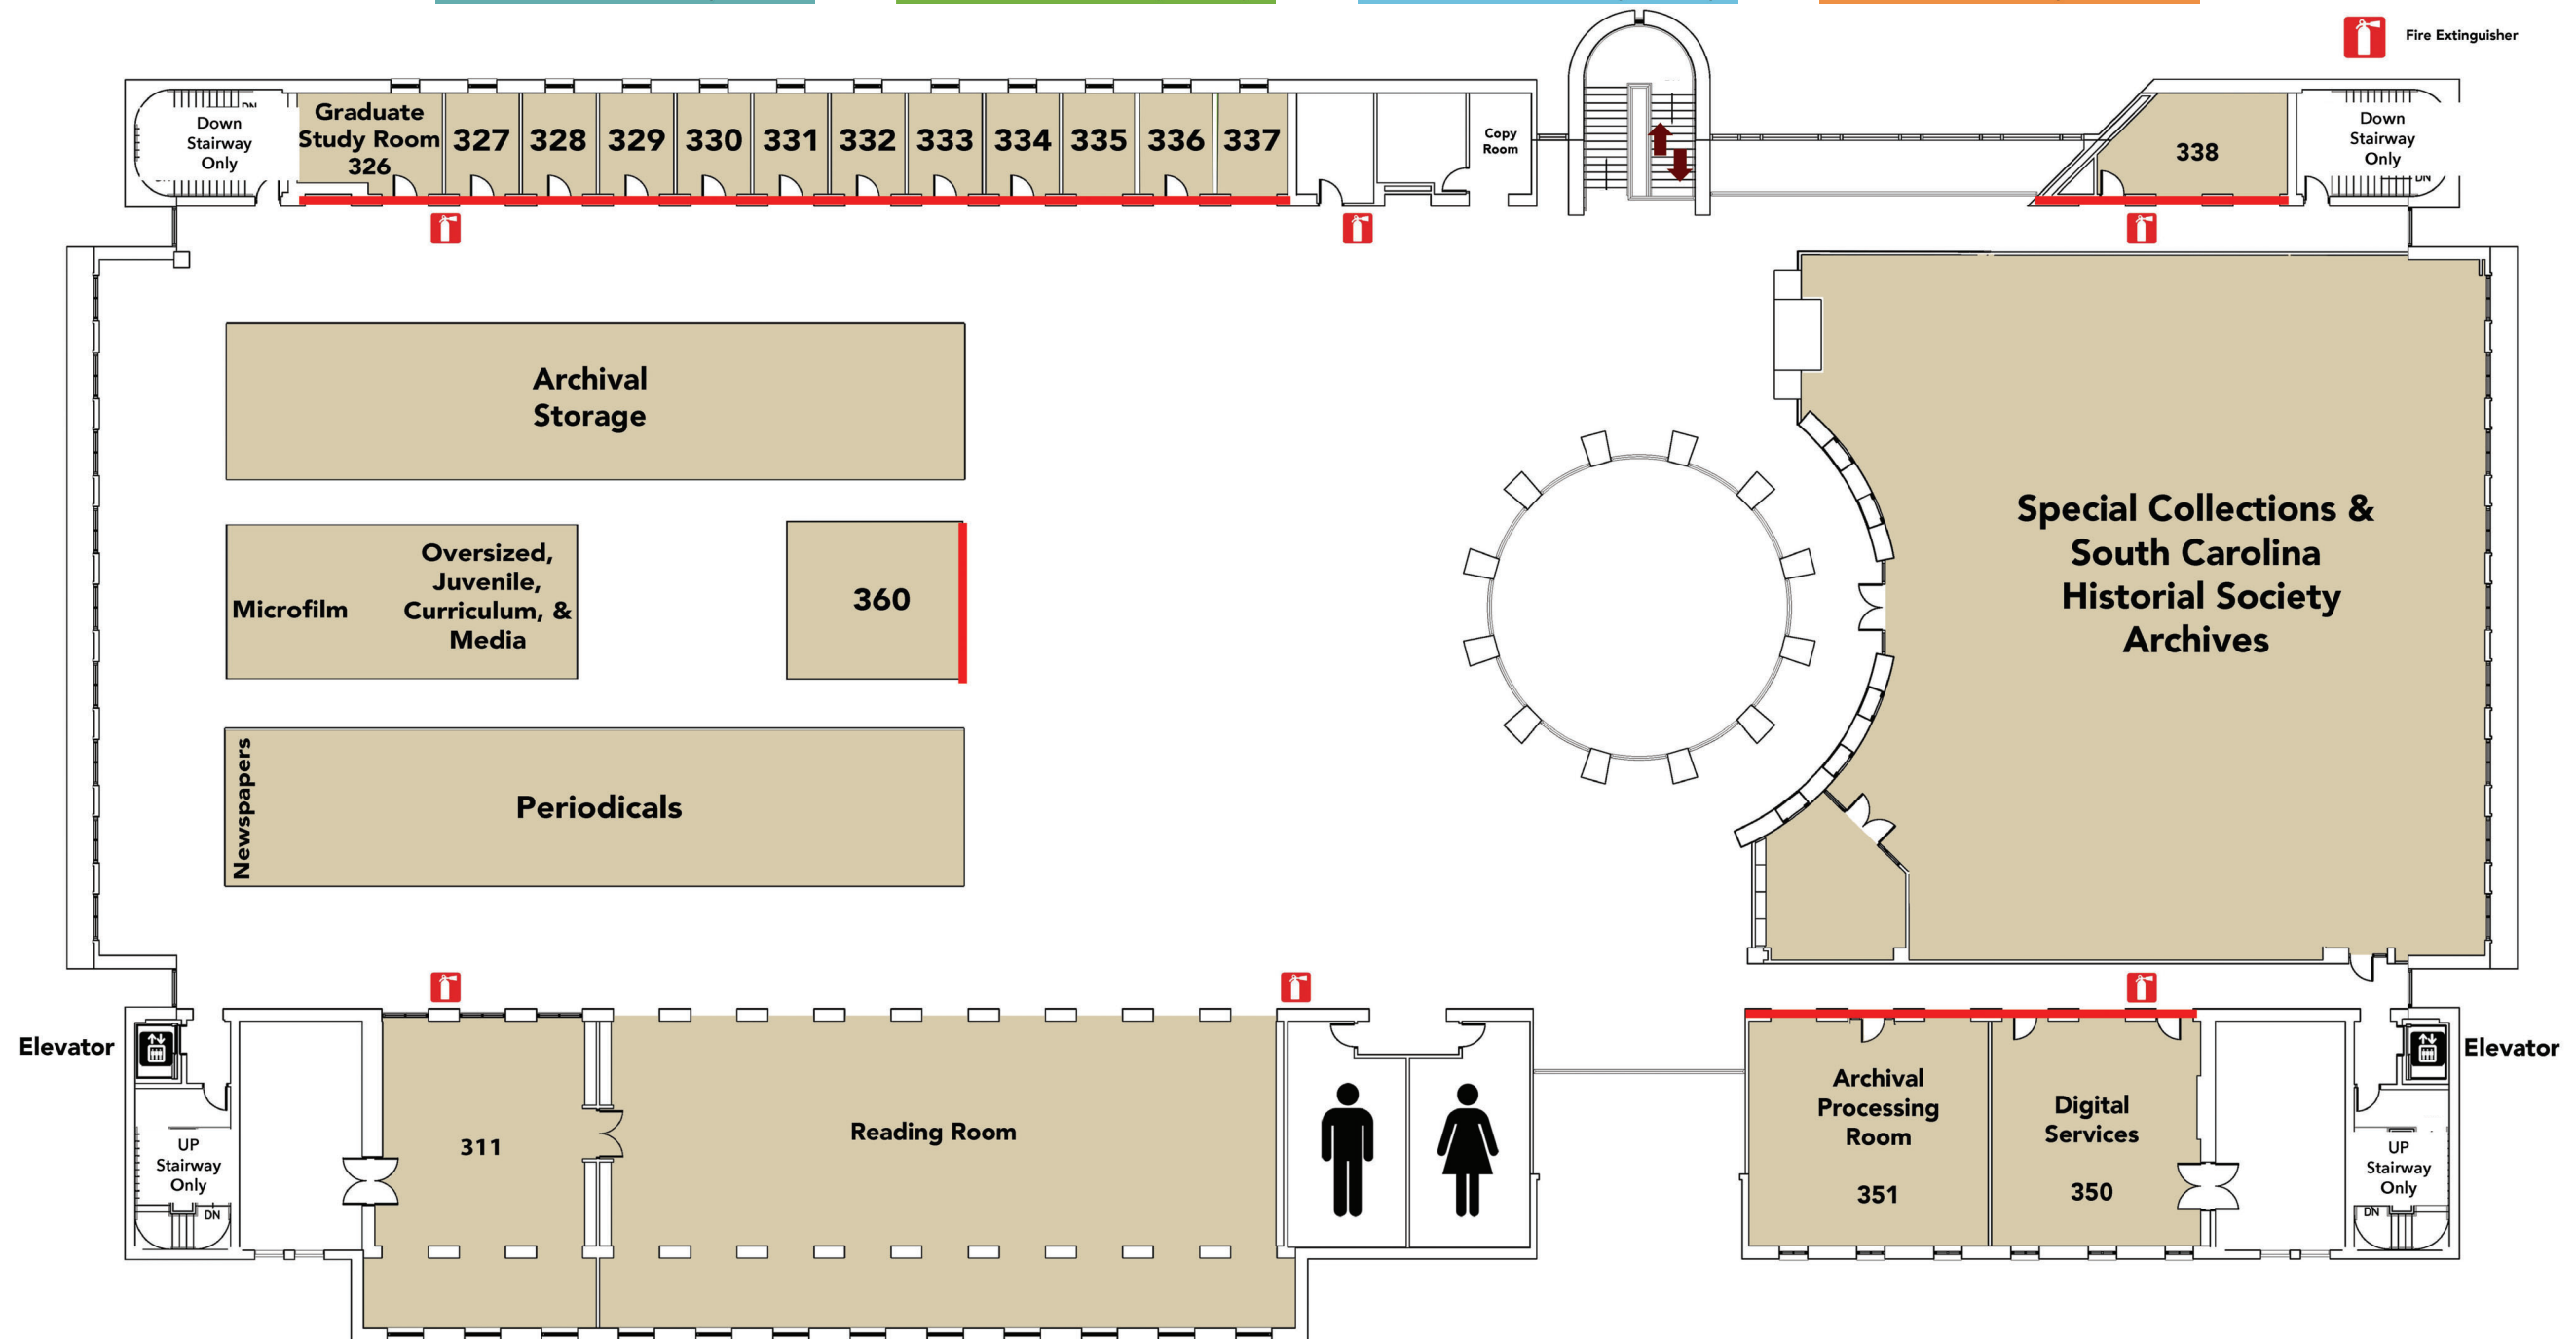 Fire Extinguisher
DN
Down
Stairway
Only
Graduate
Study Room
326
327
328
329
330
331
332
333
334
335
336
337
Copy
Room
338
Down
Stairway
Only
DN
Archival
Storage
Microfilm
Oversized,
Juvenile,
Curriculum, &
Media
360
Special Collections &
South Carolina
Historial Society
Archives
Newspapers
Periodicals
Elevator
UP
Stairway
Only
DN
311
Reading Room
Archival
Processing
Room
351
Digital
Services
350
Elevator
UP
Stairway
Only
DN